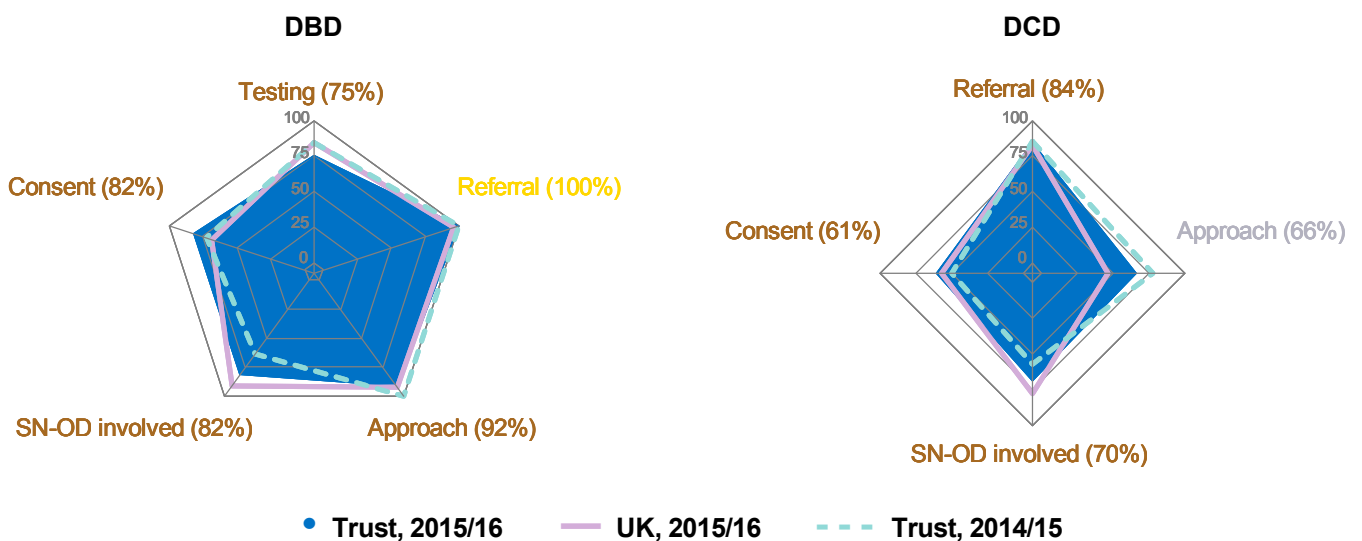 DBD
DCD
Testing (75%)
100
75
50
25
0
Consent (82%)
Referral (100%)
SN-OD involved (82%)
Approach (92%)
Referral (84%)
100
75
50
25
0
Consent (61%)
Approach (66%)
SN-OD involved (70%)
Trust, 2015/16
UK, 2015/16
Trust, 2014/15